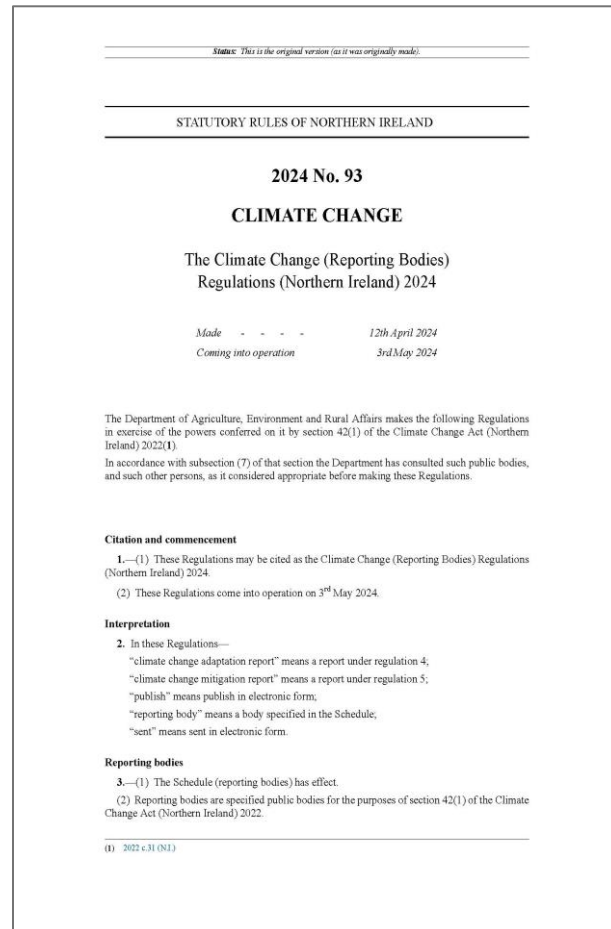 Status: This is the original version (as it was originally made).
STATUTORY RULES OF NORTHERN IRELAND
2024 No. 93
CLIMATE CHANGE
The Climate Change (Reporting Bodies)
Regulations (Northern Ireland) 2024
Made - - - - 12th April 2024
Coming into operation 3rd May 2024
The Department of Agriculture, Environment and Rural Affairs makes the following Regulations
in exercise of the powers conferred on it by section 42(1) of the Climate Change Act (Northern
Ireland) 2022(1).
In accordance with subsection (7) of that section the Department has consulted such public bodies,
and such other persons, as it considered appropriate before making these Regulations.
Citation and commencement
1.—(1) These Regulations may be cited as the Climate Change (Reporting Bodies) Regulations
(Northern Ireland) 2024.
(2) These Regulations come into operation on 3rd May 2024.
Interpretation
2. In these Regulations—
“climate change adaptation report” means a report under regulation 4;
“climate change mitigation report” means a report under regulation 5;
“publish” means publish in electronic form;
“reporting body” means a body specified in the Schedule;
“sent” means sent in electronic form.
Reporting bodies
3.—(1) The Schedule (reporting bodies) has effect.
(2) Reporting bodies are specified public bodies for the purposes of section 42(1) of the Climate
Change Act (Northern Ireland) 2022.
(1) 2022 c.31 (N.I.)